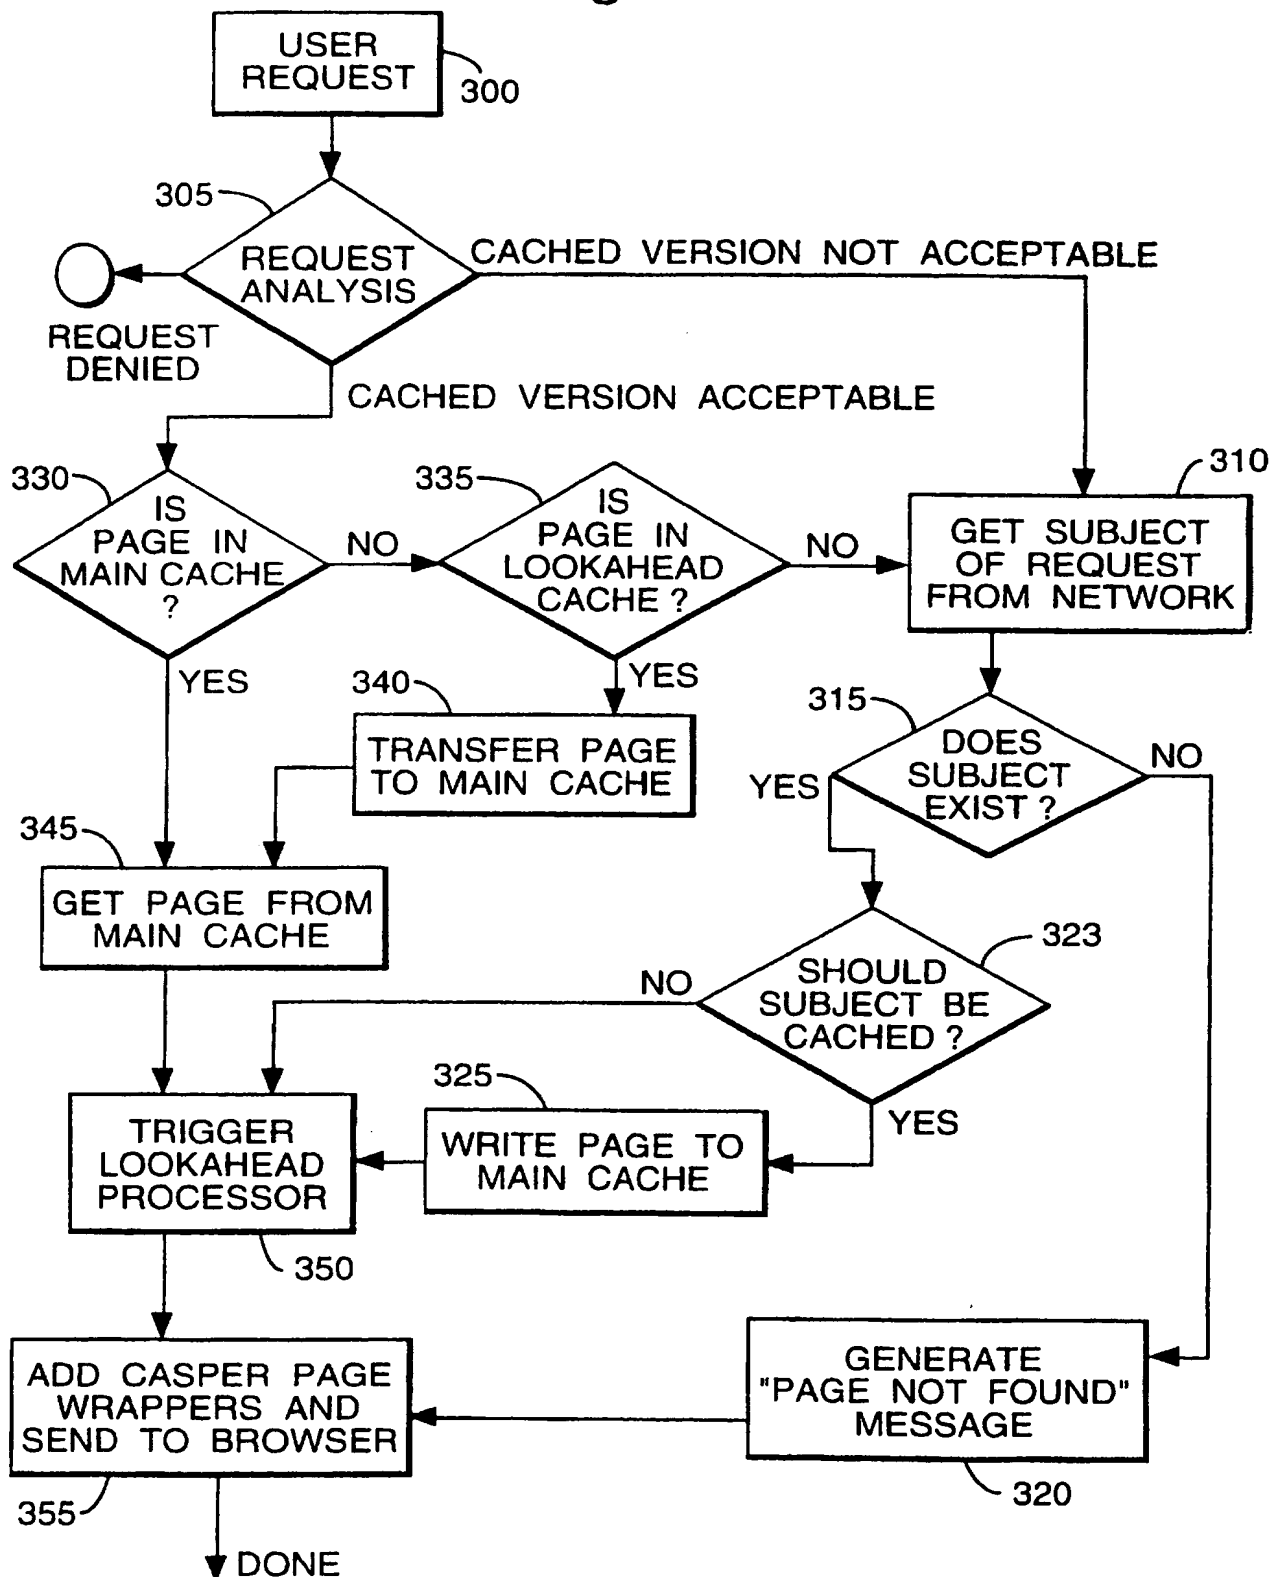 USER
REQUEST
300
305
REQUEST
ANALYSIS
CACHED VERSION NOT ACCEPTABLE
REQUEST
DENIED
CACHED VERSION ACCEPTABLE
330
IS
PAGE IN
MAIN CACHE
?
NO
335
IS
PAGE IN
LOOKAHEAD
CACHE ?
NO
310
GET SUBJECT
OF REQUEST
FROM NETWORK
YES
YES
340
TRANSFER PAGE
TO MAIN CACHE
315
DOES
SUBJECT
EXIST ?
YES
NO
345
GET PAGE FROM
MAIN CACHE
323
SHOULD
SUBJECT BE
CACHED ?
NO
YES
325
WRITE PAGE TO
MAIN CACHE
TRIGGER
LOOKAHEAD
PROCESSOR
350
ADD CASPER PAGE
WRAPPERS AND
SEND TO BROWSER
355
GENERATE
"PAGE NOT FOUND"
MESSAGE
320
DONE